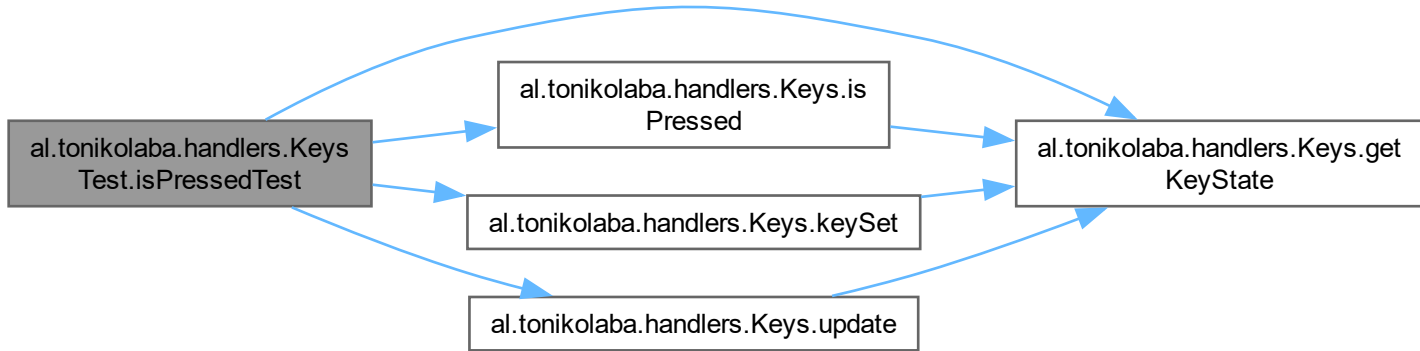 al.tonikolaba.handlers.Keys
Test.isPressedTest
al.tonikolaba.handlers.Keys.is
Pressed
al.tonikolaba.handlers.Keys.keySet
al.tonikolaba.handlers.Keys.update
al.tonikolaba.handlers.Keys.get
KeyState